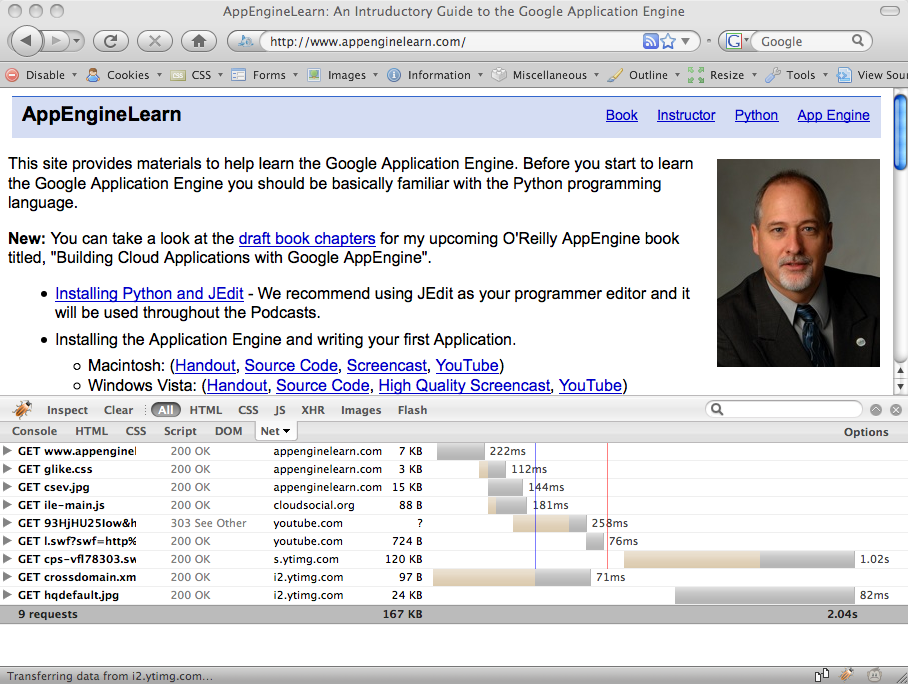 AppEngineLearn: An Intruductory Guide to the Google Application Engine
http://www.appenginelearn.com/ G Google
Disable Cookies CSS Forms Images Information Miscellaneous Outline Resize Tools View Sour
AppEngineLearn Book Instructor Python App Engine
This site provides materials to help learn the Google Application Engine. Before you start to learn
the Google Application Engine you should be basically familiar with the Python programming
language.
New: You can take a look at the draft book chapters for my upcoming O'Reilly AppEngine book
titled, "Building Cloud Applications with Google AppEngine".
• Installing Python and JEdit - We recommend using JEdit as your programmer editor and it
will be used throughout the Podcasts.
• Installing the Application Engine and writing your first Application.
○ Macintosh: (Handout, Source Code, Screencast, YouTube)
○ Windows Vista: (Handout, Source Code, High Quality Screencast, YouTube)
Inspect Clear All HTML CSS JS XHR Images Flash
Console HTML CSS Script DOM Net Options
GET www.appenginel 200 OK appenginelearn.com 7 KB 222ms
GET glike.css 200 OK appenginelearn.com 3 KB 112ms
GET csev.jpg 200 OK appenginelearn.com 15 KB 144ms
GET ile-main.js 200 OK cloudsocial.org 88 B 181ms
GET 93HjHU25Iow&h 303 See Other youtube.com ? 258ms
GET l.swf?swf=http% 200 OK youtube.com 724 B 76ms
GET cps-vfl78303.sw 200 OK s.ytimg.com 120 KB 1.02s
GET crossdomain.xm 200 OK i2.ytimg.com 97 B 71ms
GET hqdefault.jpg 200 OK i2.ytimg.com 24 KB 82ms
9 requests 167 KB 2.04s
Transferring data from i2.ytimg.com...